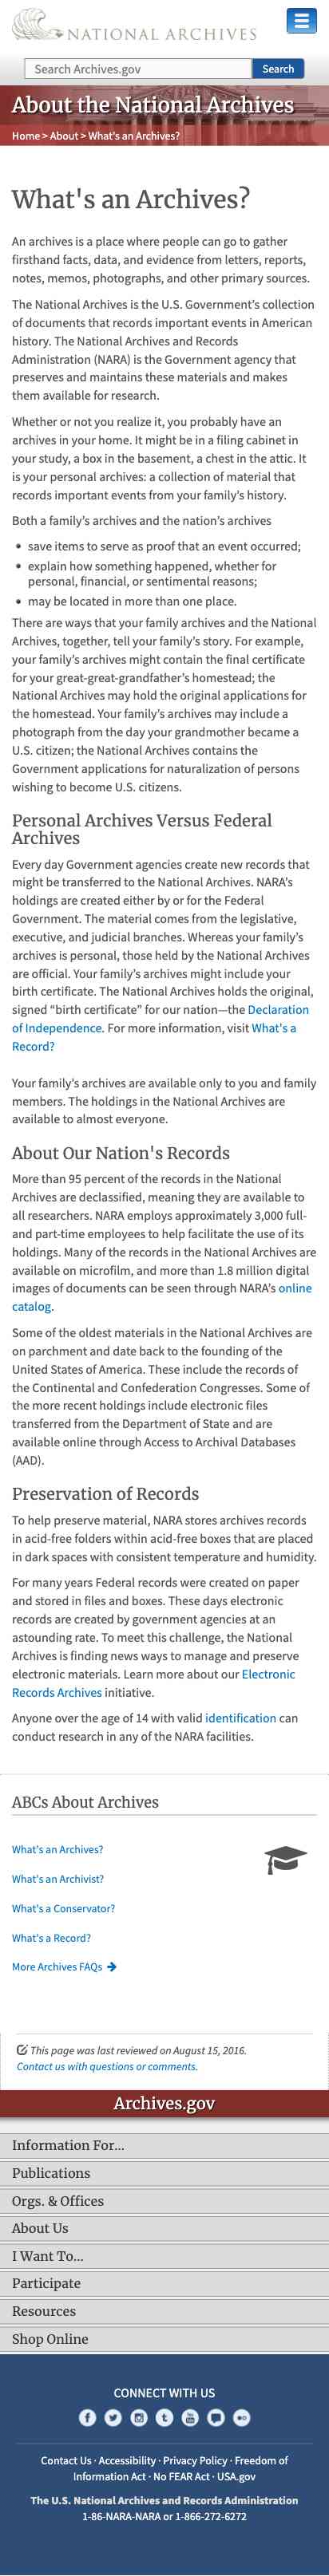 NATIONAL ARCHIVES
Search Archives.gov
Search
About the National Archives
Home > About > What's an Archives?
What's an Archives?
An archives is a place where people can go to gather
firsthand facts, data, and evidence from letters, reports,
notes, memos, photographs, and other primary sources.
The National Archives is the U.S. Government’s collection
of documents that records important events in American
history. The National Archives and Records
Administration (NARA) is the Government agency that
preserves and maintains these materials and makes
them available for research.
Whether or not you realize it, you probably have an
archives in your home. It might be in a filing cabinet in
your study, a box in the basement, a chest in the attic. It
is your personal archives: a collection of material that
records important events from your family’s history.
Both a family’s archives and the nation’s archives
• save items to serve as proof that an event occurred;
• explain how something happened, whether for
personal, financial, or sentimental reasons;
• may be located in more than one place.
There are ways that your family archives and the National
Archives, together, tell your family’s story. For example,
your family’s archives might contain the final certificate
for your great-great-grandfather’s homestead; the
National Archives may hold the original applications for
the homestead. Your family’s archives may include a
photograph from the day your grandmother became a
U.S. citizen; the National Archives contains the
Government applications for naturalization of persons
wishing to become U.S. citizens.
Personal Archives Versus Federal
Archives
Every day Government agencies create new records that
might be transferred to the National Archives. NARA’s
holdings are created either by or for the Federal
Government. The material comes from the legislative,
executive, and judicial branches. Whereas your family’s
archives is personal, those held by the National Archives
are official. Your family’s archives might include your
birth certificate. The National Archives holds the original,
signed “birth certificate” for our nation—the Declaration
of Independence. For more information, visit What's a
Record?
Your family’s archives are available only to you and family
members. The holdings in the National Archives are
available to almost everyone.
About Our Nation's Records
More than 95 percent of the records in the National
Archives are declassified, meaning they are available to
all researchers. NARA employs approximately 3,000 full-
and part-time employees to help facilitate the use of its
holdings. Many of the records in the National Archives are
available on microfilm, and more than 1.8 million digital
images of documents can be seen through NARA’s online
catalog.
Some of the oldest materials in the National Archives are
on parchment and date back to the founding of the
United States of America. These include the records of
the Continental and Confederation Congresses. Some of
the more recent holdings include electronic files
transferred from the Department of State and are
available online through Access to Archival Databases
(AAD).
Preservation of Records
To help preserve material, NARA stores archives records
in acid-free folders within acid-free boxes that are placed
in dark spaces with consistent temperature and humidity.
For many years Federal records were created on paper
and stored in files and boxes. These days electronic
records are created by government agencies at an
astounding rate. To meet this challenge, the National
Archives is finding new ways to manage and preserve
electronic materials. Learn more about our Electronic
Records Archives initiative.
Anyone over the age of 14 with valid identification can
conduct research in any of the NARA facilities.
ABCs About Archives
What's an Archives?
What's an Archivist?
What's a Conservator?
What's a Record?
More Archives FAQs
This page was last reviewed on August 15, 2016.
Contact us with questions or comments.
Archives.gov
Information For…
Publications
Orgs. & Offices
About Us
I Want To…
Participate
Resources
Shop Online
CONNECT WITH US
Contact Us · Accessibility · Privacy Policy · Freedom of
Information Act · No FEAR Act · USA.gov
The U.S. National Archives and Records Administration
1-86-NARA-NARA or 1-866-272-6272